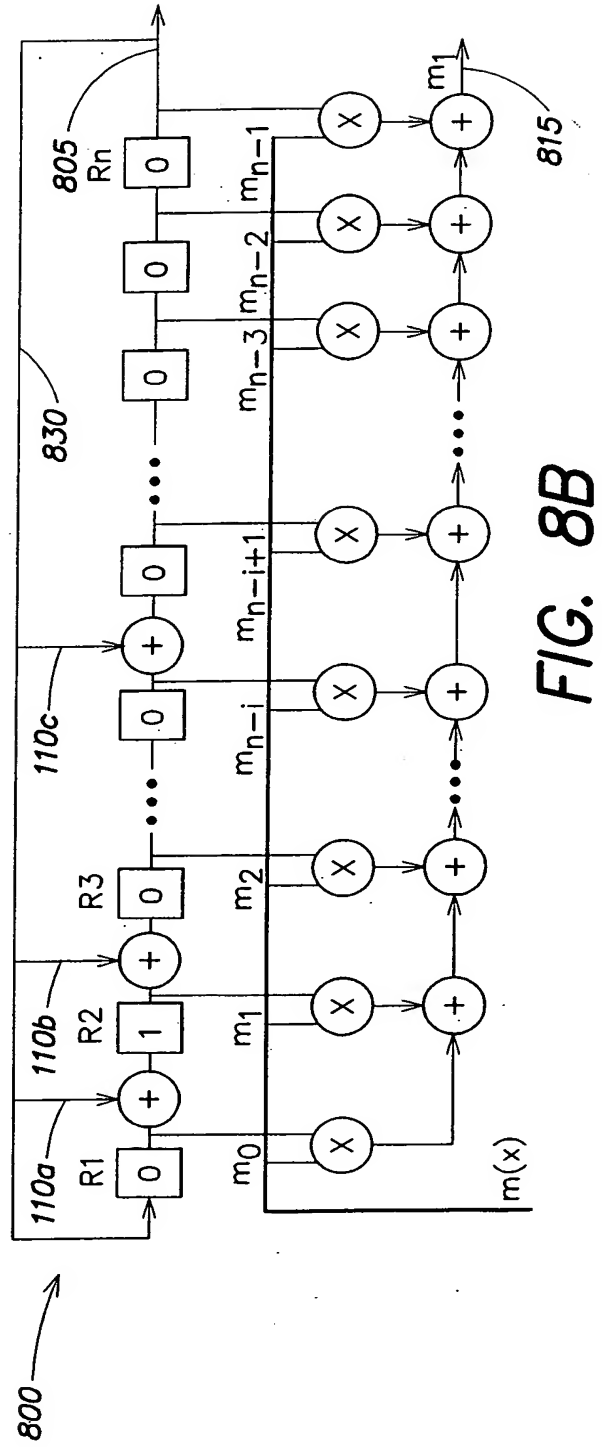 800
830
805
110a
110b
110c
R1
R2
R3
Rn
0
+
1
+
0
0
+
0
0
0
0
m0
m1
m2
mn–i
mn–i+1
mn–3
mn–2
mn–1
X
X
X
X
X
X
X
X
+
+
+
+
+
+
+
m1
815
m(x)
FIG. 8B